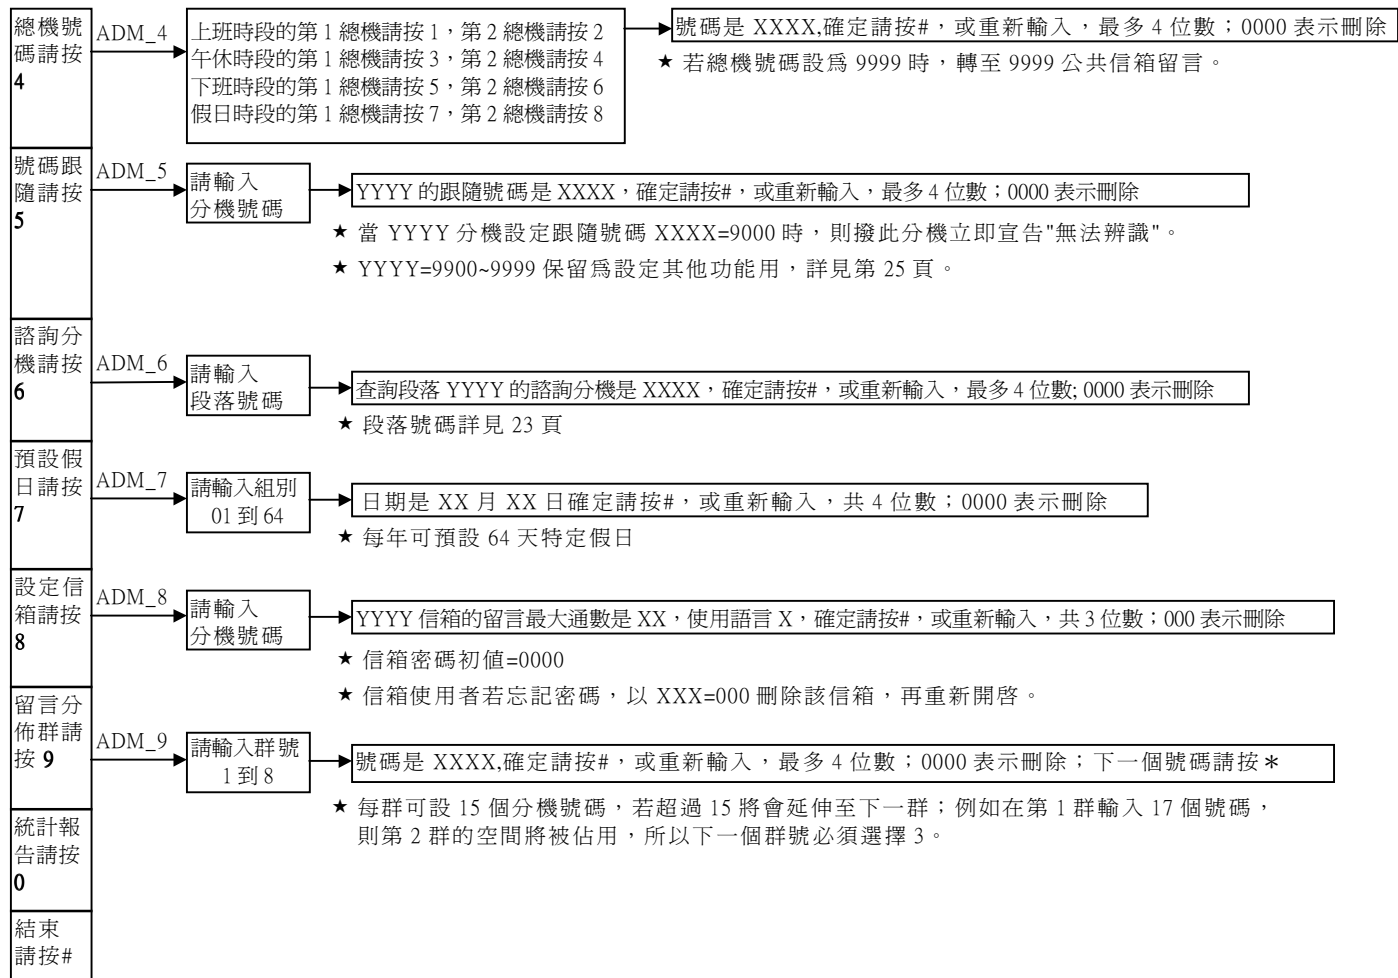 總機號
碼請按
4
ADM_4
上班時段的第 1 總機請按 1，第 2 總機請按 2
午休時段的第 1 總機請按 3，第 2 總機請按 4
下班時段的第 1 總機請按 5，第 2 總機請按 6
假日時段的第 1 總機請按 7，第 2 總機請按 8
號碼是 XXXX,確定請按#，或重新輸入，最多 4 位數；0000 表示刪除
★ 若總機號碼設爲 9999 時，轉至 9999 公共信箱留言。
號碼跟
隨請按
5
ADM_5
請輸入
分機號碼
YYYY 的跟隨號碼是 XXXX，確定請按#，或重新輸入，最多 4 位數；0000 表示刪除
★ 當 YYYY 分機設定跟隨號碼 XXXX=9000 時，則撥此分機立即宣告"無法辨識"。
★ YYYY=9900~9999 保留爲設定其他功能用，詳見第 25 頁。
諮詢分
機請按
6
ADM_6
請輸入
段落號碼
查詢段落 YYYY 的諮詢分機是 XXXX，確定請按#，或重新輸入，最多 4 位數; 0000 表示刪除
★ 段落號碼詳見 23 頁
預設假
日請按
7
ADM_7
請輸入組別
01 到 64
日期是 XX 月 XX 日確定請按#，或重新輸入，共 4 位數；0000 表示刪除
★ 每年可預設 64 天特定假日
設定信
箱請按
8
ADM_8
請輸入
分機號碼
YYYY 信箱的留言最大通數是 XX，使用語言 X，確定請按#，或重新輸入，共 3 位數；000 表示刪除
★ 信箱密碼初值=0000
★ 信箱使用者若忘記密碼，以 XXX=000 刪除該信箱，再重新開啓。
留言分
佈群請
按 9
ADM_9
請輸入群號
1 到 8
號碼是 XXXX,確定請按#，或重新輸入，最多 4 位數；0000 表示刪除；下一個號碼請按＊
★ 每群可設 15 個分機號碼，若超過 15 將會延伸至下一群；例如在第 1 群輸入 17 個號碼，
則第 2 群的空間將被佔用，所以下一個群號必須選擇 3。
統計報
告請按
0
結束
請按#